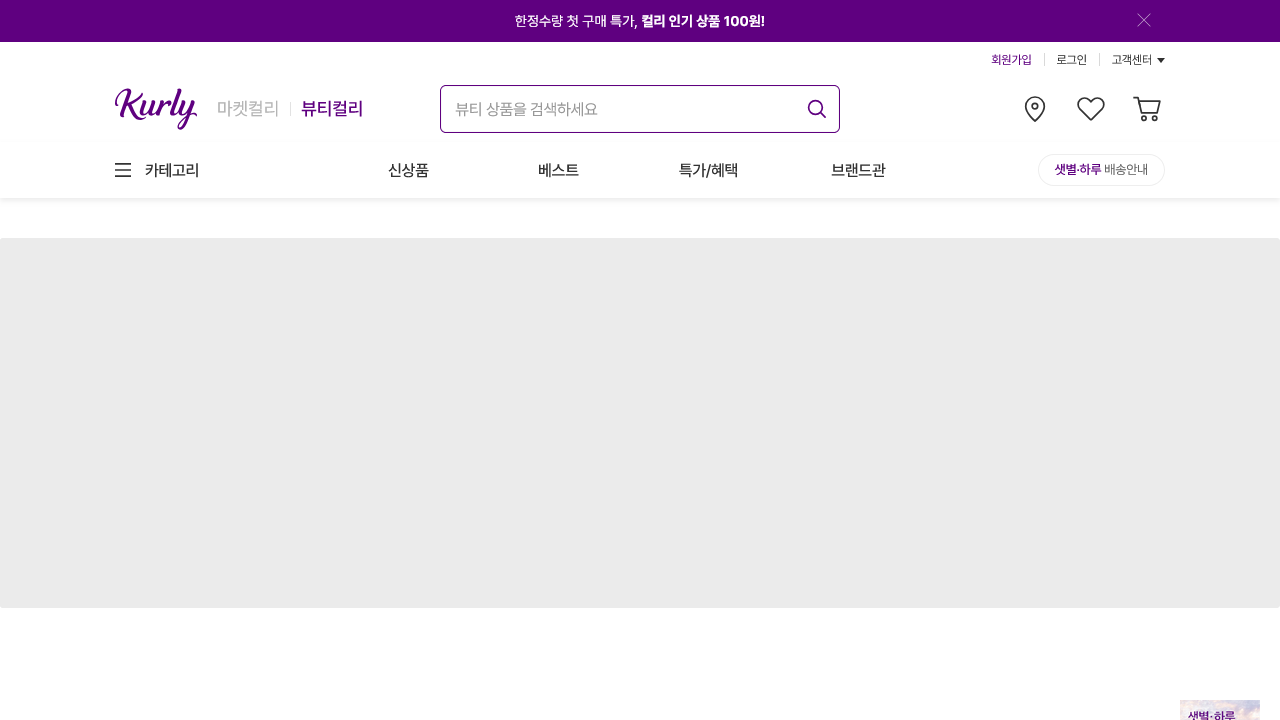 한정수량 첫 구매 특가, 컬리 인기 상품 100원!
회원가입 로그인 고객센터
Kurly 마켓컬리 뷰티컬리 뷰티 상품을 검색하세요
카테고리 신상품 베스트 특가/혜택 브랜드관 샛별·하루 배송안내
샛별·하루